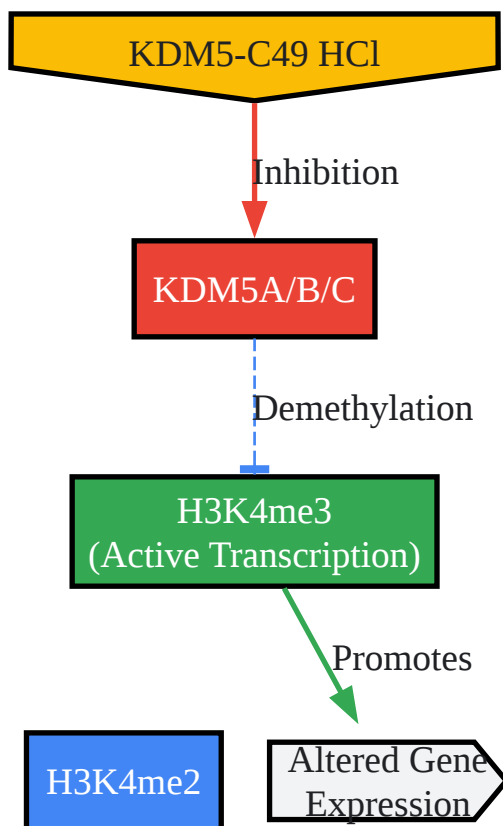 KDM5-C49 HCl
Inhibition
KDM5A/B/C
Demethylation
H3K4me3
(Active Transcription)
Promotes
H3K4me2
Altered Gene
Expression